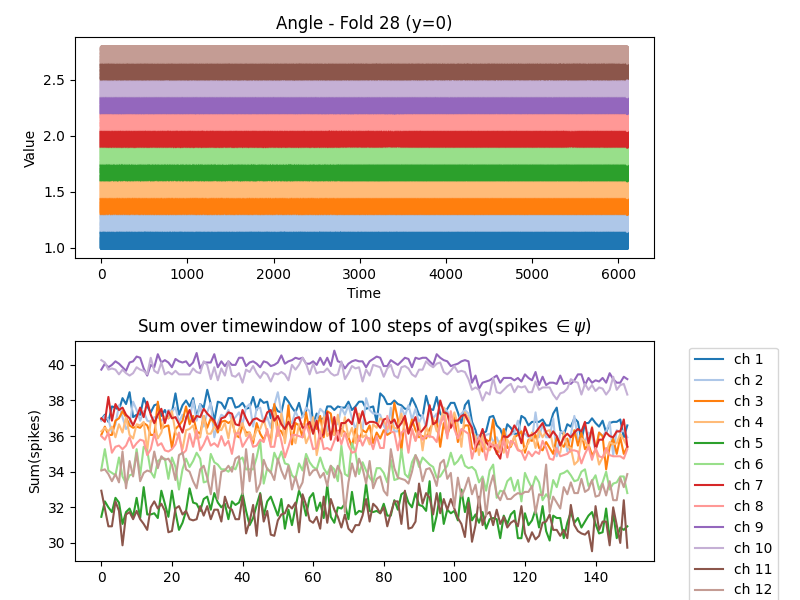 Angle - Fold 28 (y=0)
Value
2.5
2.0
1.5
1.0
0 1000 2000 3000 4000 5000 6000
Time
Sum over timewindow of 100 steps of avg(spikes ∈ ψ)
Sum(spikes)
40
38
36
34
32
30
0 20 40 60 80 100 120 140
ch 1
ch 2
ch 3
ch 4
ch 5
ch 6
ch 7
ch 8
ch 9
ch 10
ch 11
ch 12